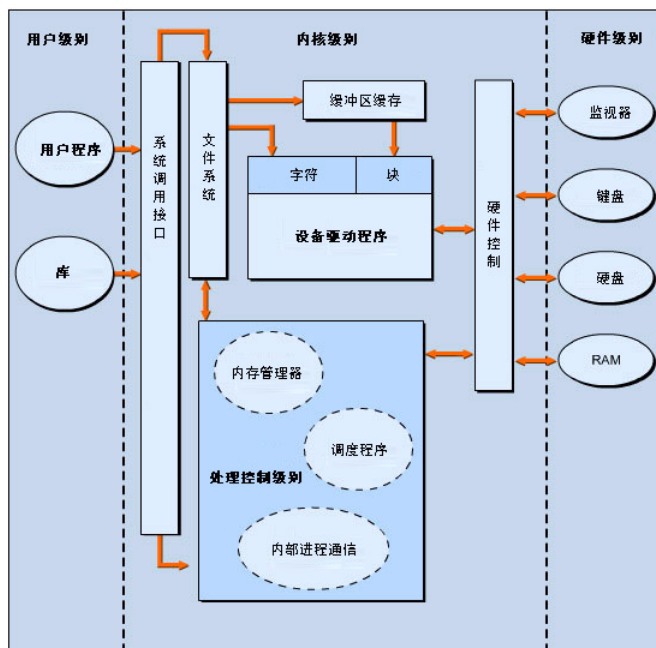 用户级别
内核级别
硬件级别
用户程序
库
系统调用接口
文件系统
缓冲区缓存
字符
块
设备驱动程序
硬件控制
监视器
键盘
硬盘
RAM
内存管理器
调度程序
处理控制级别
内部进程通信